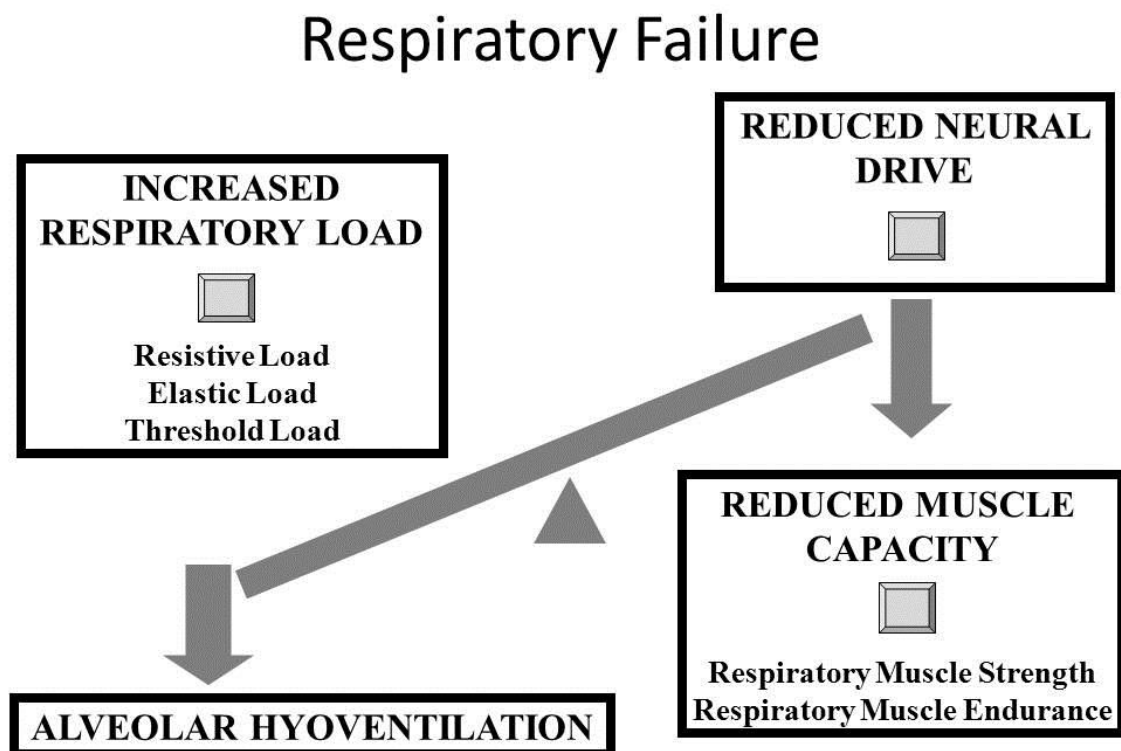 Respiratory Failure
INCREASED
RESPIRATORY LOAD
Resistive Load
Elastic Load
Threshold Load
REDUCED NEURAL
DRIVE
REDUCED MUSCLE
CAPACITY
Respiratory Muscle Strength
Respiratory Muscle Endurance
ALVEOLAR HYOVENTILATION